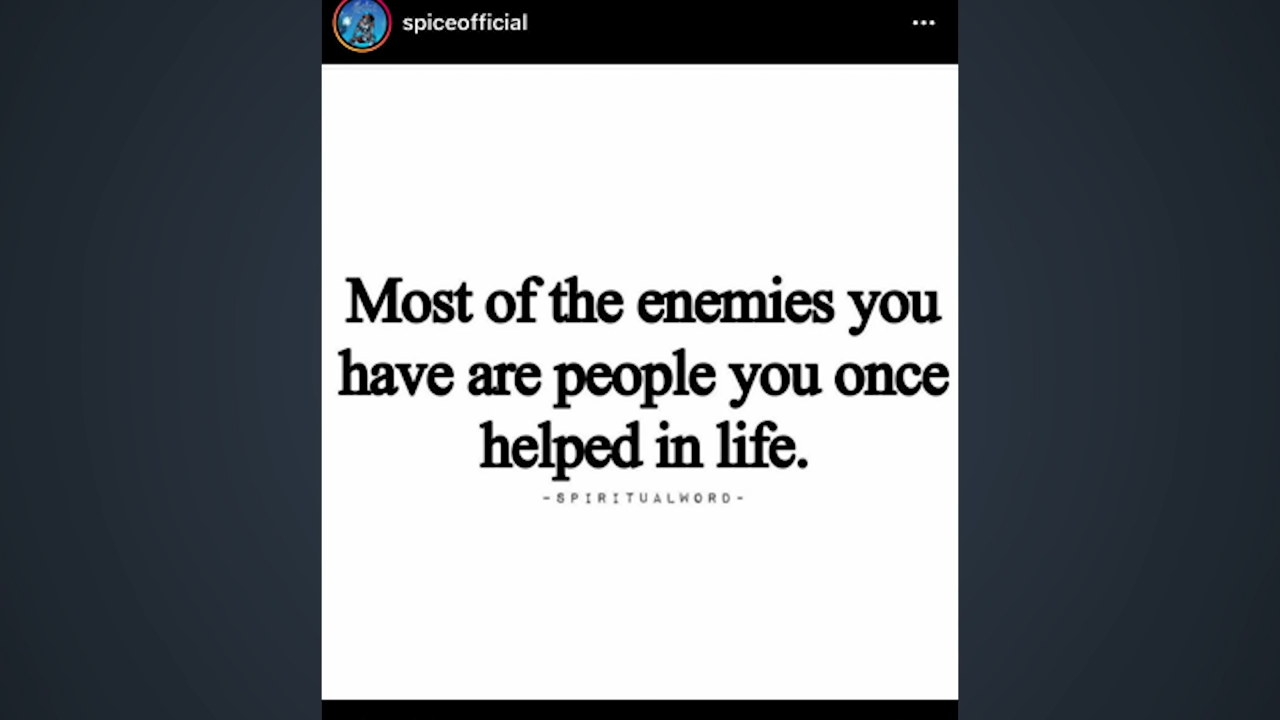 spiceofficial
Most of the enemies you
have are people you once
helped in life.
-SPIRITUALWORD-